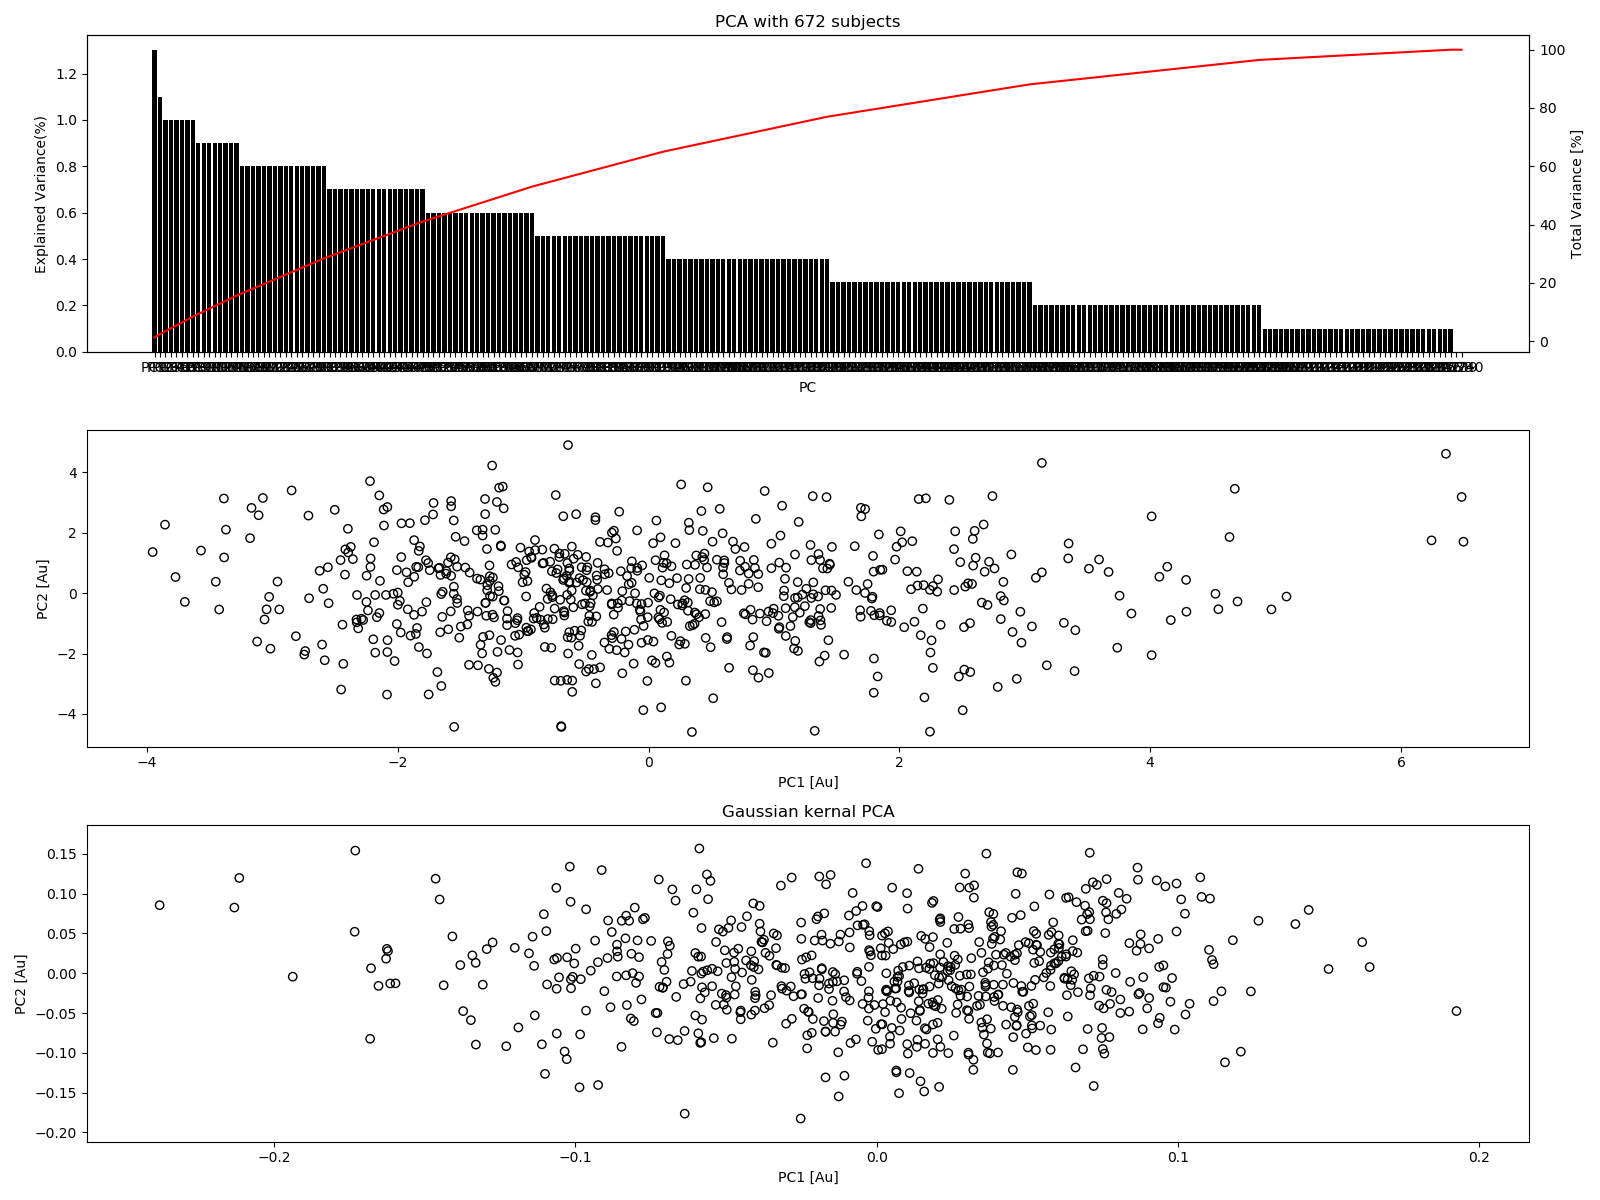 PCA with 672 subjects
Explained Variance(%)
1.2
1.0
0.8
0.6
0.4
0.2
0.0
100
80
60
40
20
0
Total Variance [%]
PC
PC2 [Au]
4
2
0
−2
−4
−4 −2 0 2 4 6
PC1 [Au]
Gaussian kernal PCA
PC2 [Au]
0.15
0.10
0.05
0.00
−0.05
−0.10
−0.15
−0.20
−0.2 −0.1 0.0 0.1 0.2
PC1 [Au]